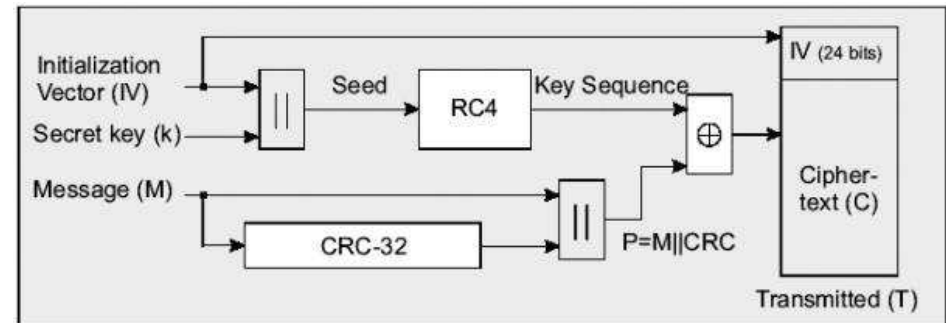 Initialization
Vector (IV)
Secret key (k)
Message (M)
||
Seed
RC4
Key Sequence
CRC-32
||
P=M||CRC
⊕
IV (24 bits)
Cipher-
text (C)
Transmitted (T)